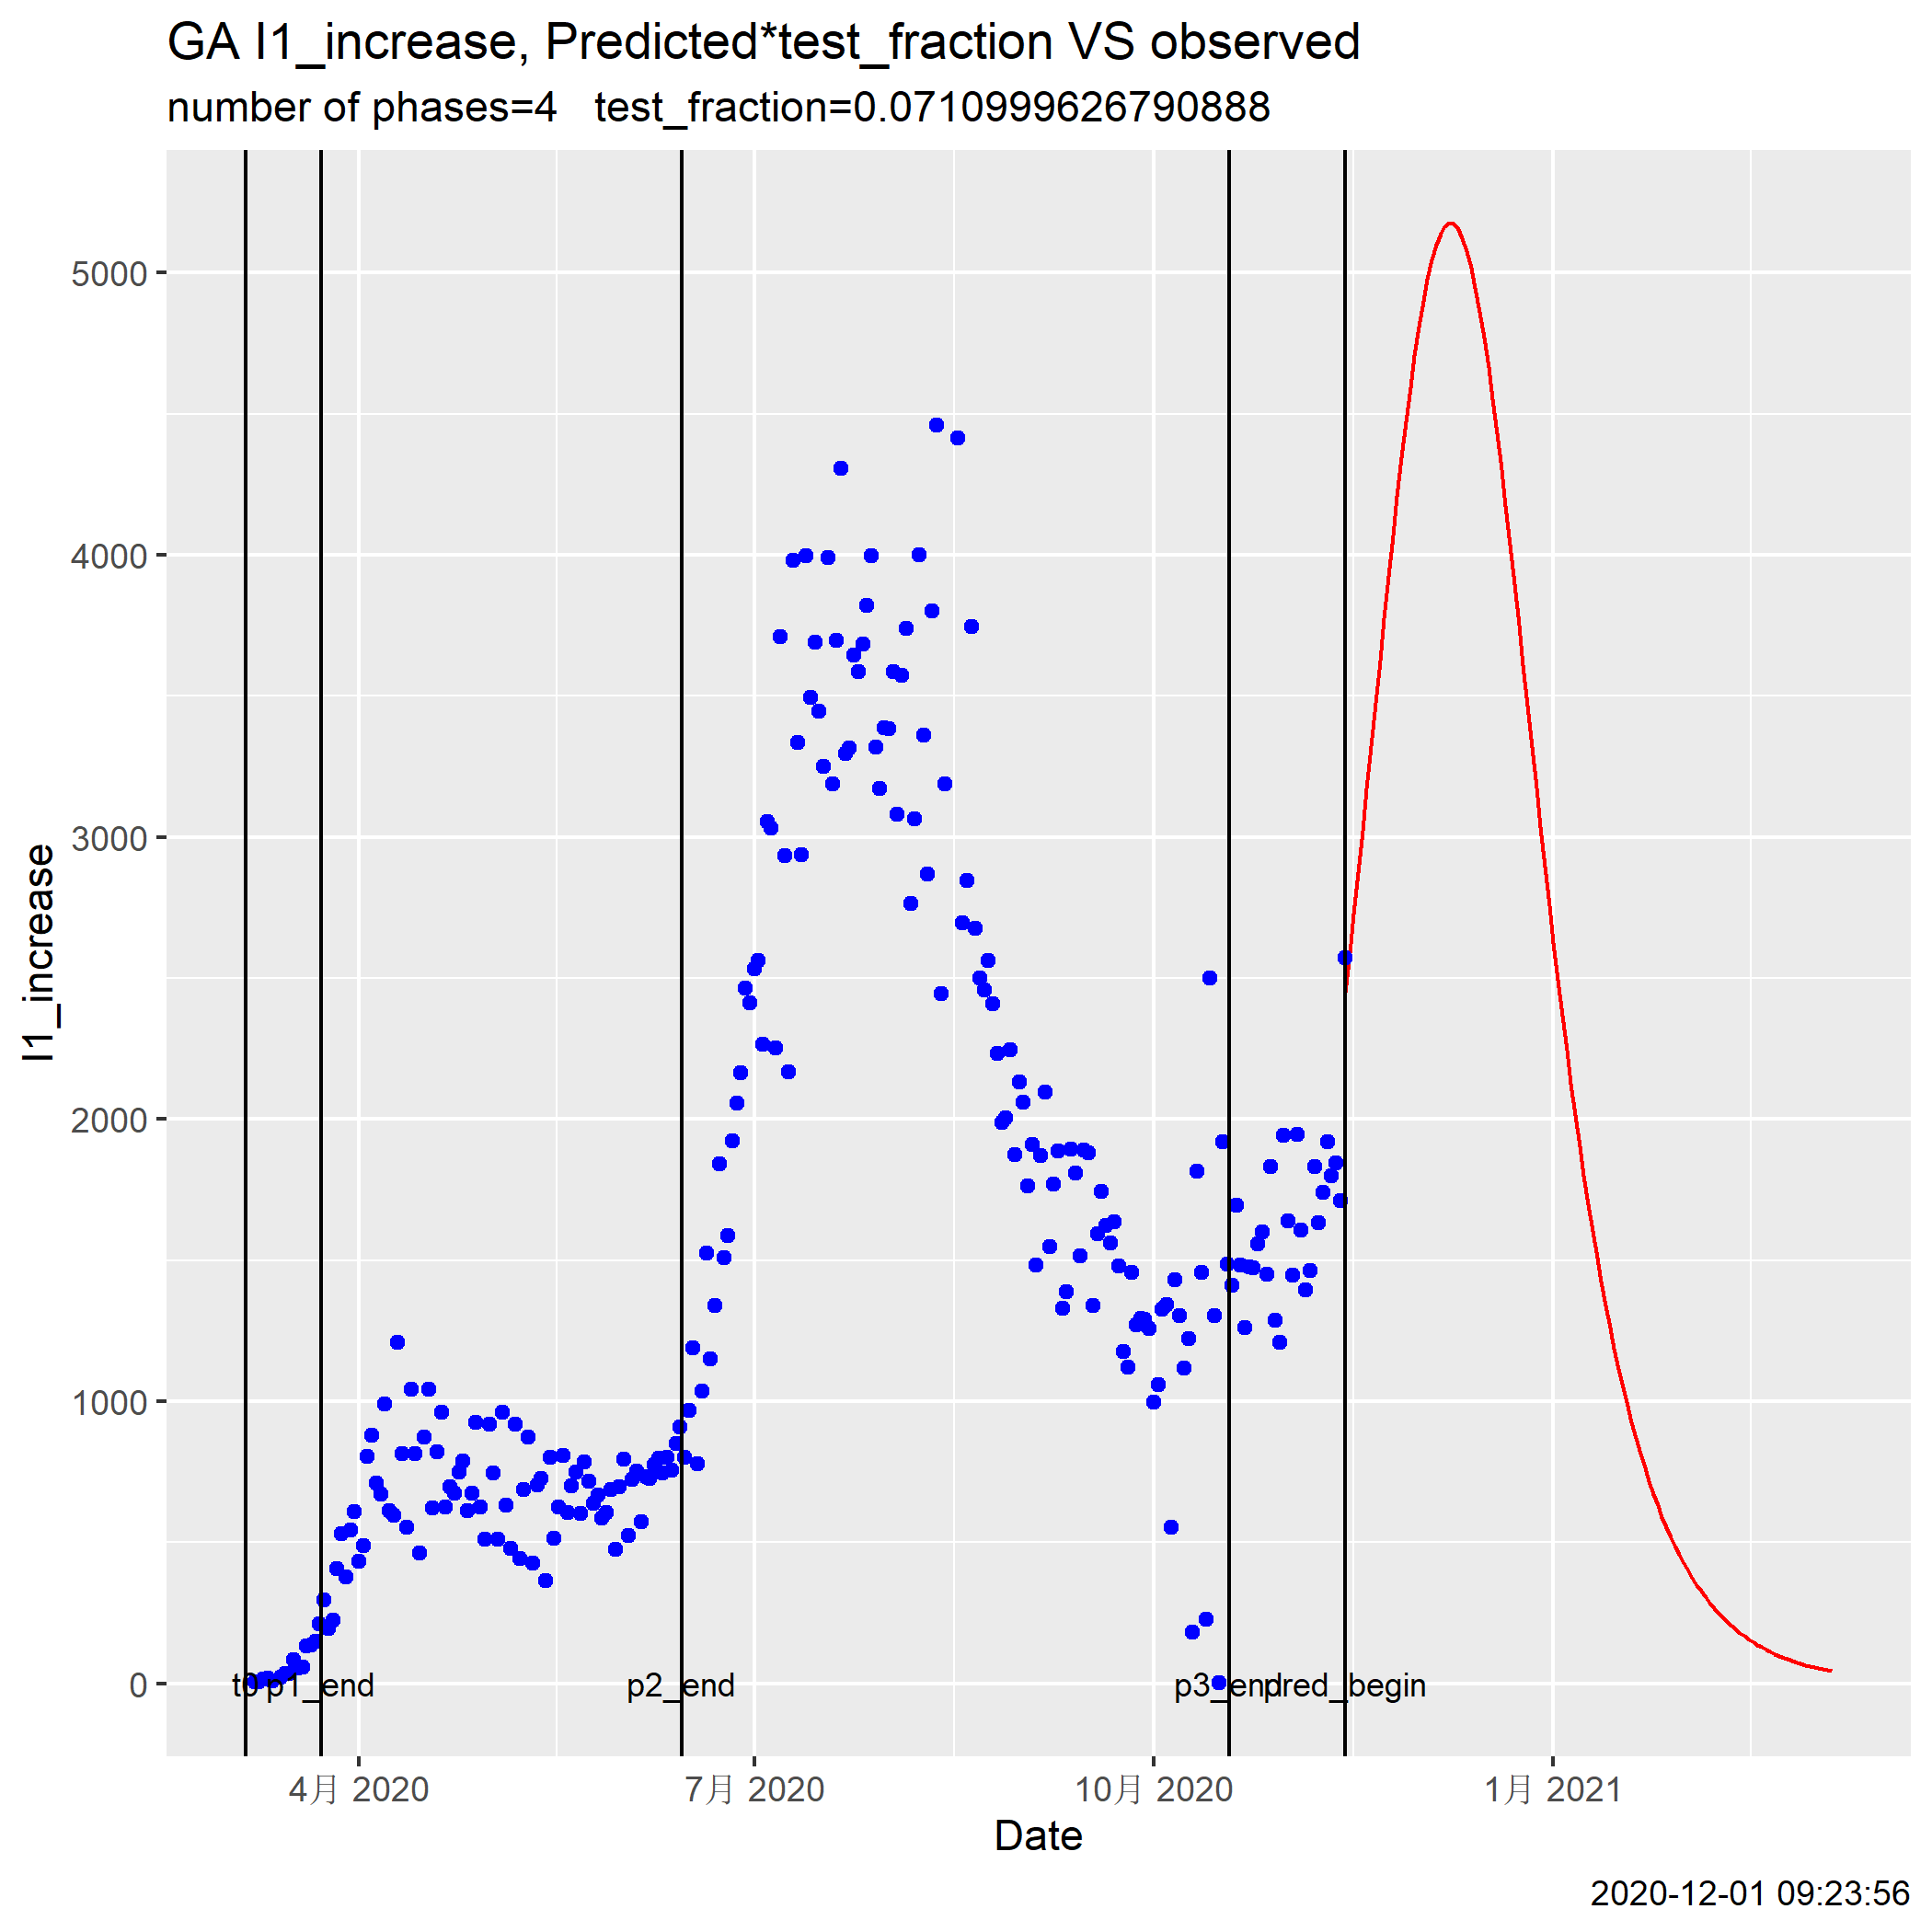 GA I1_increase, Predicted*test_fraction VS observed
number of phases=4 test_fraction=0.0710999626790888
5000
4000
3000
2000
1000
0
I1_increase
t0
p1_end
p2_end
p3_end
pred_begin
4月 2020
7月 2020
10月 2020
1月 2021
Date
2020-12-01 09:23:56